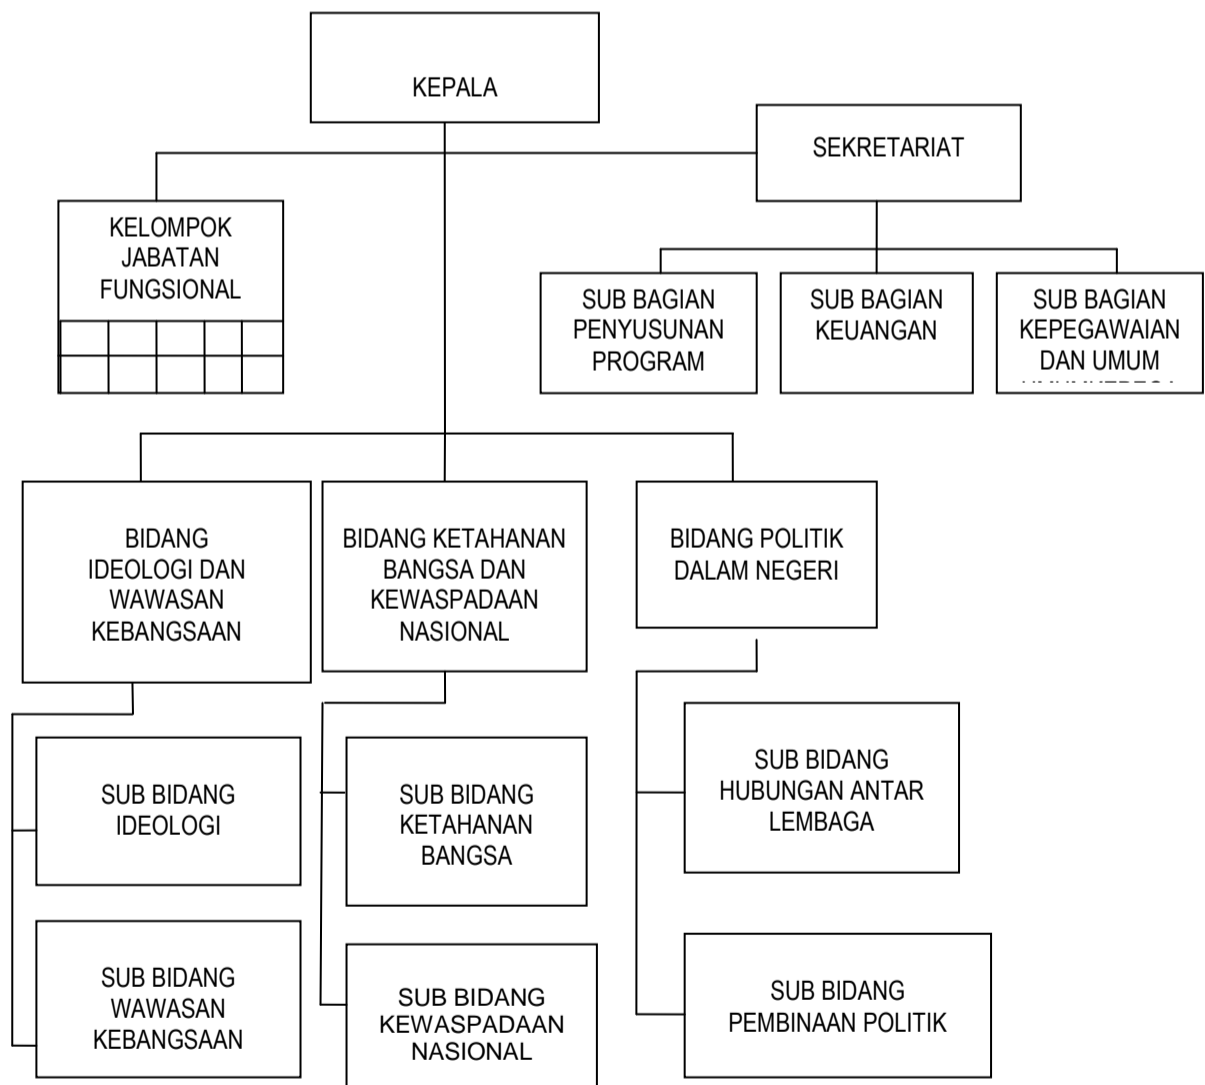 KEPALA
SEKRETARIAT
KELOMPOK
JABATAN
FUNGSIONAL
SUB BAGIAN
PENYUSUNAN
PROGRAM
SUB BAGIAN
KEUANGAN
SUB BAGIAN
KEPEGAWAIAN
DAN UMUM
BIDANG
IDEOLOGI DAN
WAWASAN
KEBANGSAAN
BIDANG KETAHANAN
BANGSA DAN
KEWASPADAAN
NASIONAL
BIDANG POLITIK
DALAM NEGERI
SUB BIDANG
IDEOLOGI
SUB BIDANG
KETAHANAN
BANGSA
SUB BIDANG
HUBUNGAN ANTAR
LEMBAGA
SUB BIDANG
WAWASAN
KEBANGSAAN
SUB BIDANG
KEWASPADAAN
NASIONAL
SUB BIDANG
PEMBINAAN POLITIK